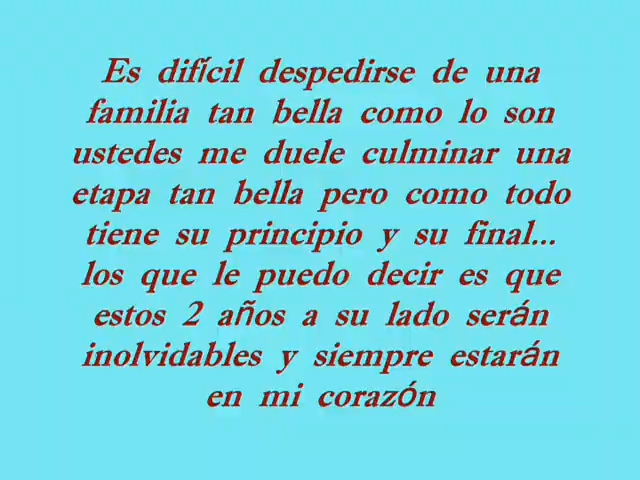 Es difícil despedirse de una
familia tan bella como lo son
ustedes me duele culminar una
etapa tan bella pero como todo
tiene su principio y su final...
los que le puedo decir es que
estos 2 años a su lado serán
inolvidables y siempre estarán
en mi corazón